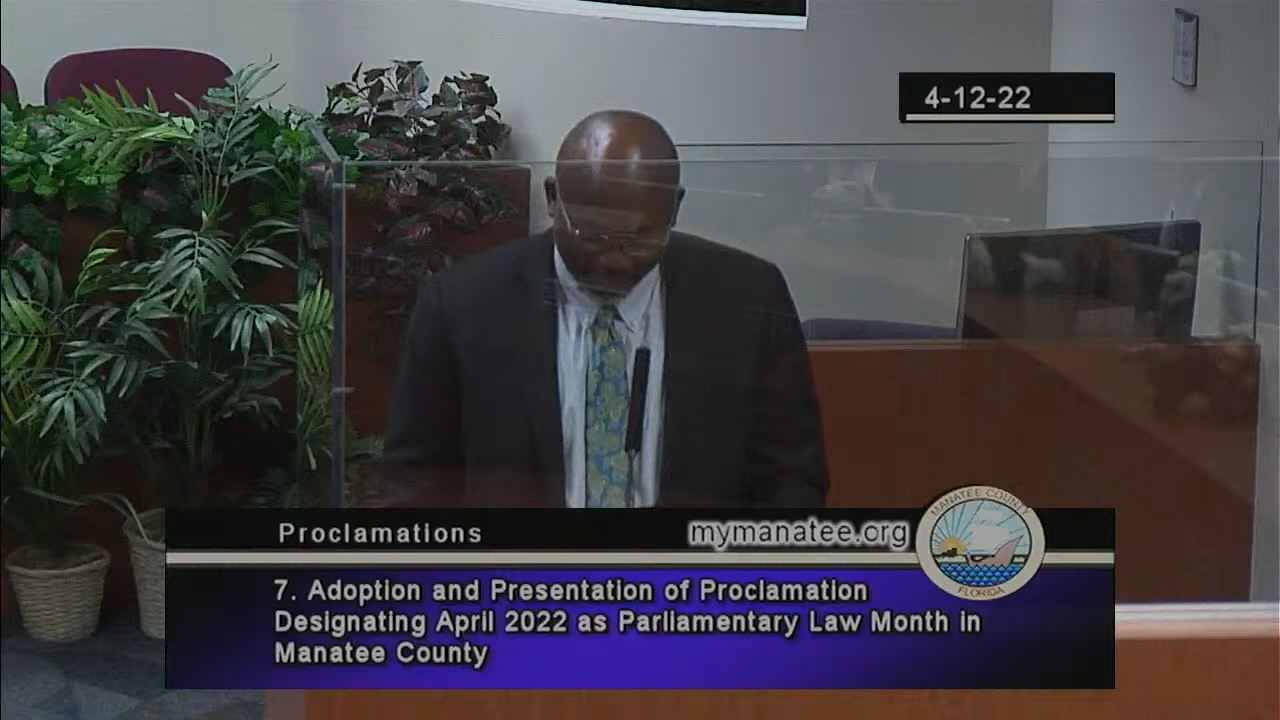 4-12-22
Proclamations
mymanatee.org
MANATEE COUNTY
FLORIDA
7. Adoption and Presentation of Proclamation
Designating April 2022 as Parliamentary Law Month in
Manatee County